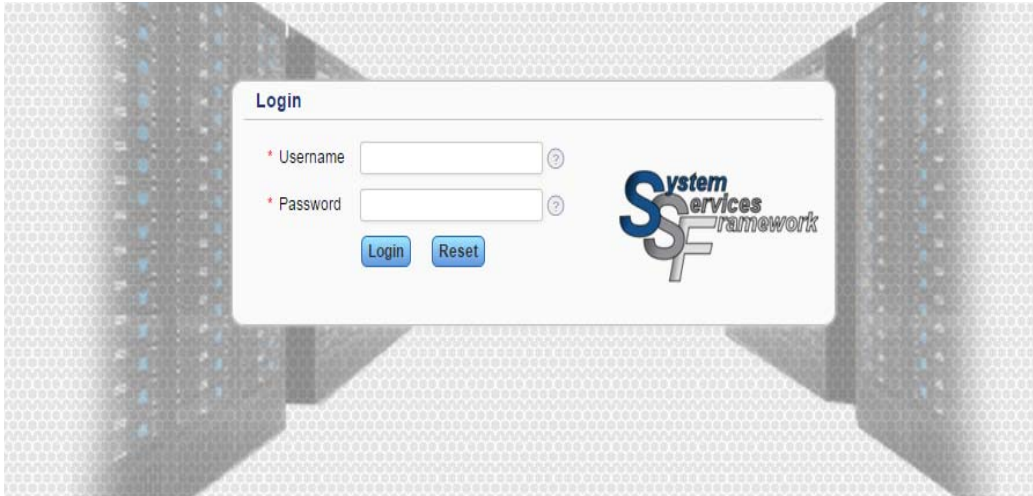 Login
* Username ?
* Password ?
Login Reset
System
Services
Framework